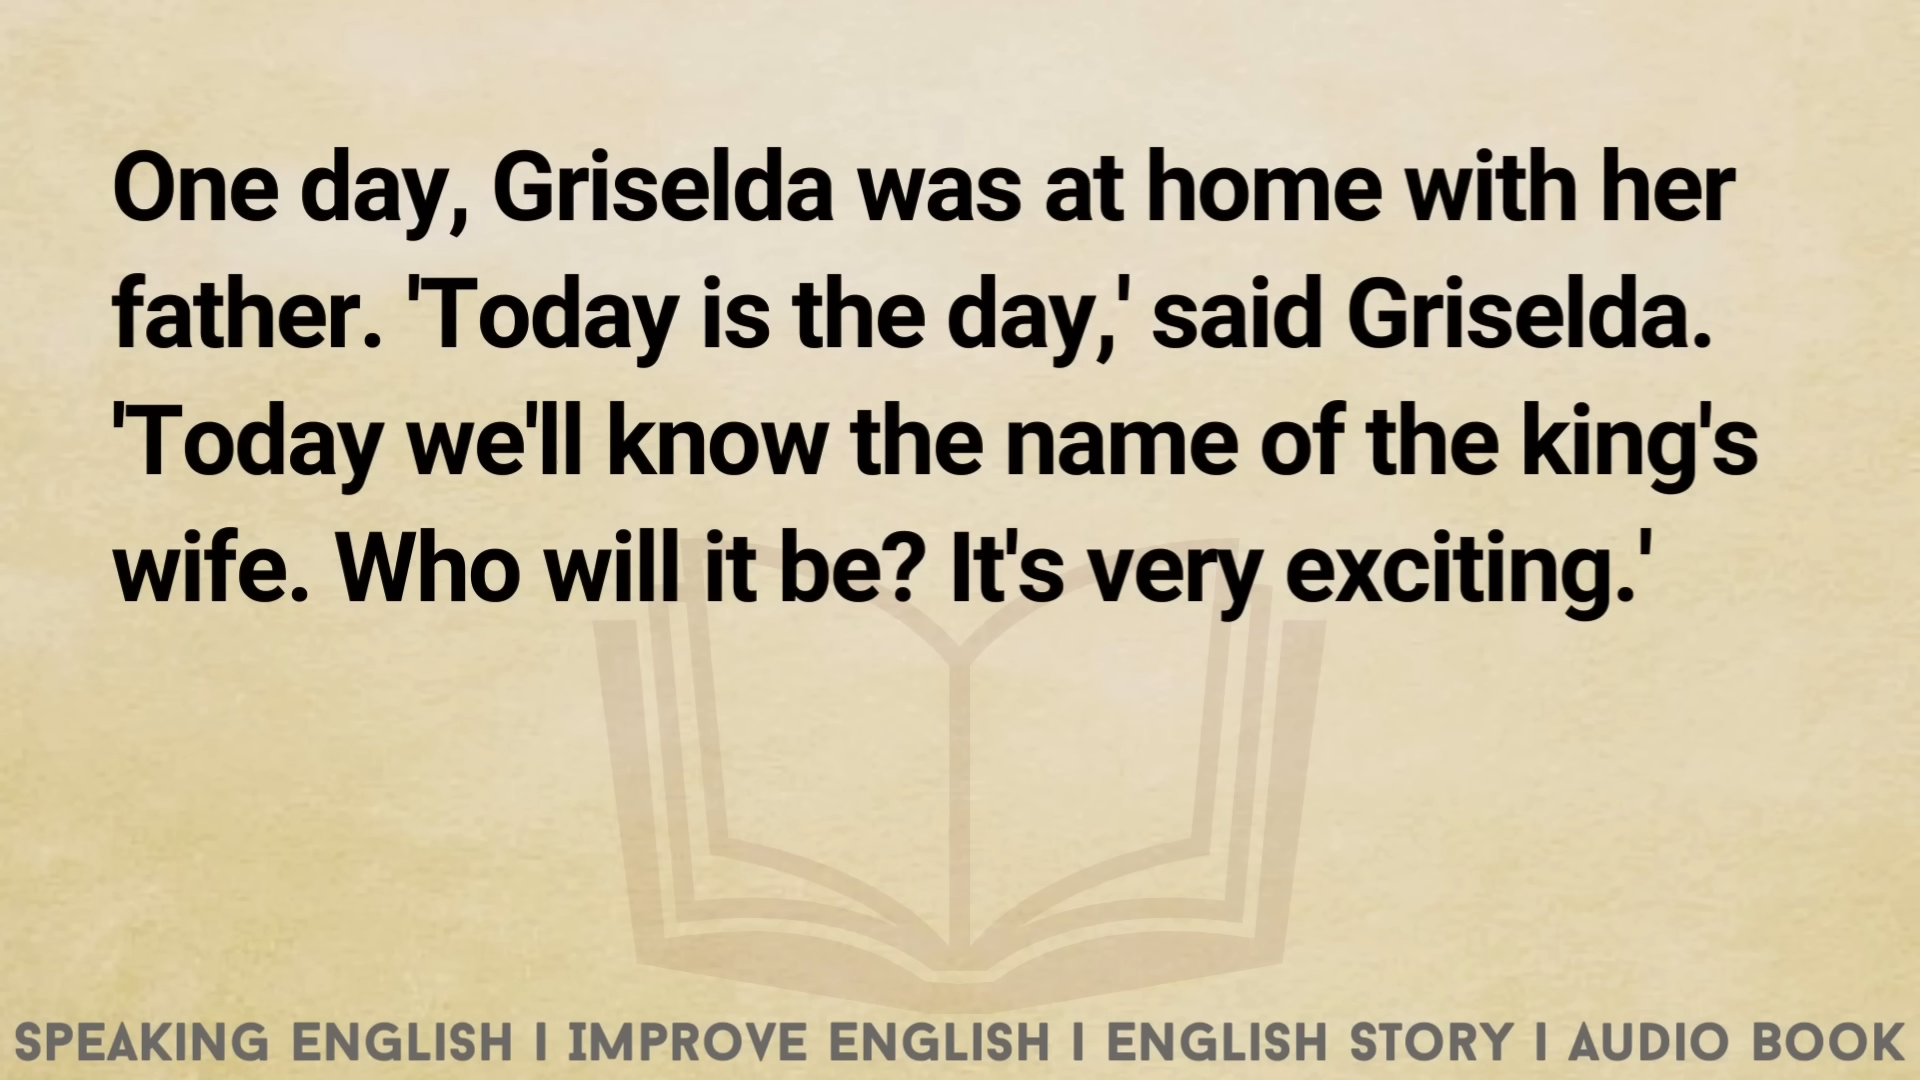 One day, Griselda was at home with her
father. 'Today is the day,' said Griselda.
'Today we'll know the name of the king's
wife. Who will it be? It's very exciting.'
SPEAKING ENGLISH | IMPROVE ENGLISH | ENGLISH STORY | AUDIO BOOK